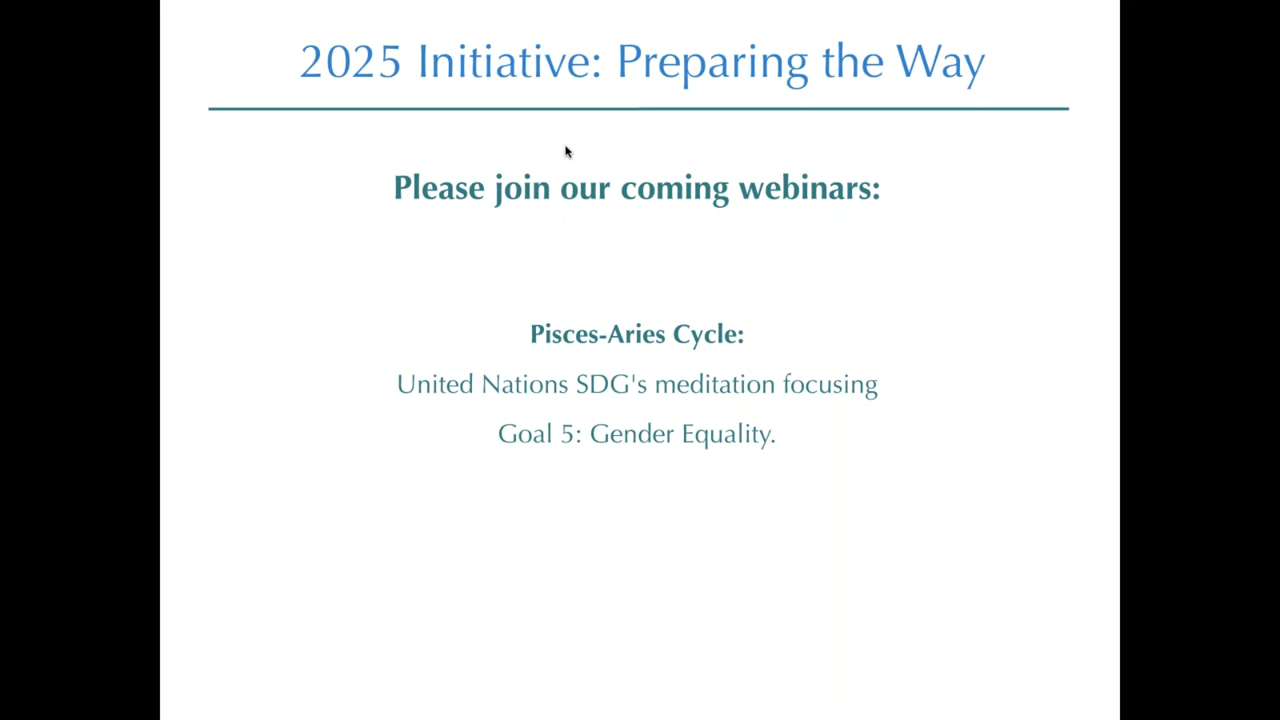 2025 Initiative: Preparing the Way
Please join our coming webinars:
Pisces-Aries Cycle:
United Nations SDG's meditation focusing
Goal 5: Gender Equality.